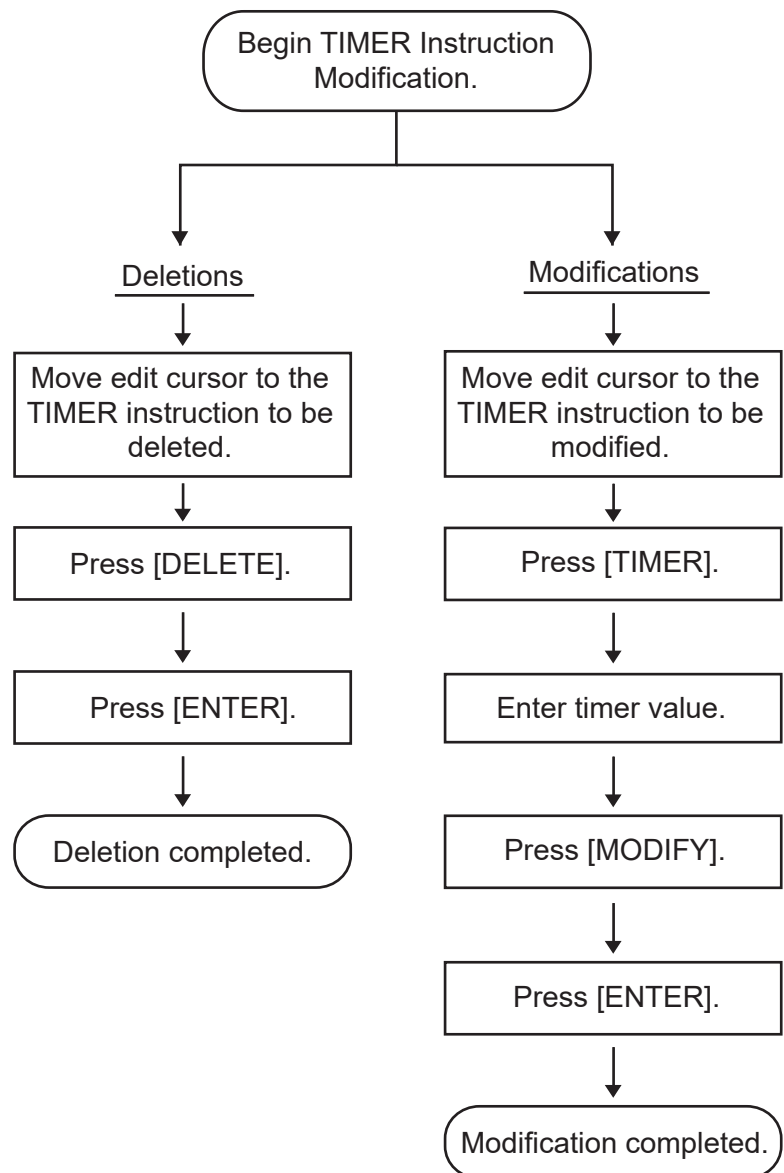 Begin TIMER Instruction
Modification.
Deletions
Move edit cursor to the
TIMER instruction to be
deleted.
Press [DELETE].
Press [ENTER].
Deletion completed.
Modifications
Move edit cursor to the
TIMER instruction to be
modified.
Press [TIMER].
Enter timer value.
Press [MODIFY].
Press [ENTER].
Modification completed.